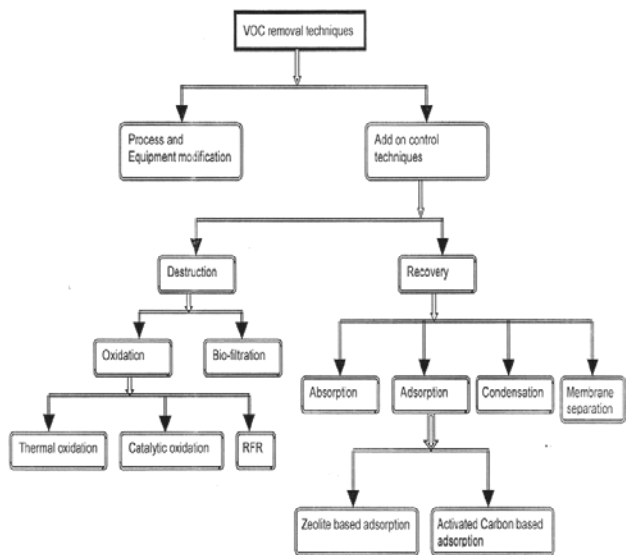 VOC removal techniques
Process and
Equipment modification
Add on control
techniques
Destruction
Recovery
Oxidation
Bio-filtration
Absorption
Adsorption
Condensation
Membrane
separation
Thermal oxidation
Catalytic oxidation
RFR
Zeolite based adsorption
Activated Carbon based
adsorption